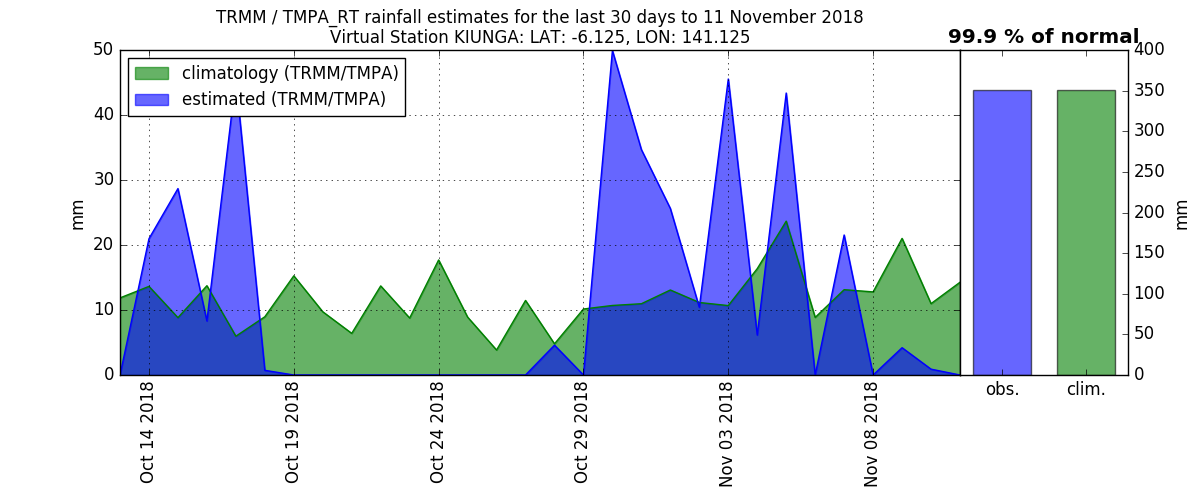 TRMM / TMPA_RT rainfall estimates for the last 30 days to 11 November 2018
Virtual Station KIUNGA: LAT: -6.125, LON: 141.125
99.9 % of normal
climatology (TRMM/TMPA)
estimated (TRMM/TMPA)
50
40
30
20
10
0
mm
Oct 14 2018
Oct 19 2018
Oct 24 2018
Oct 29 2018
Nov 03 2018
Nov 08 2018
400
350
300
250
200
150
100
50
0
mm
obs.
clim.